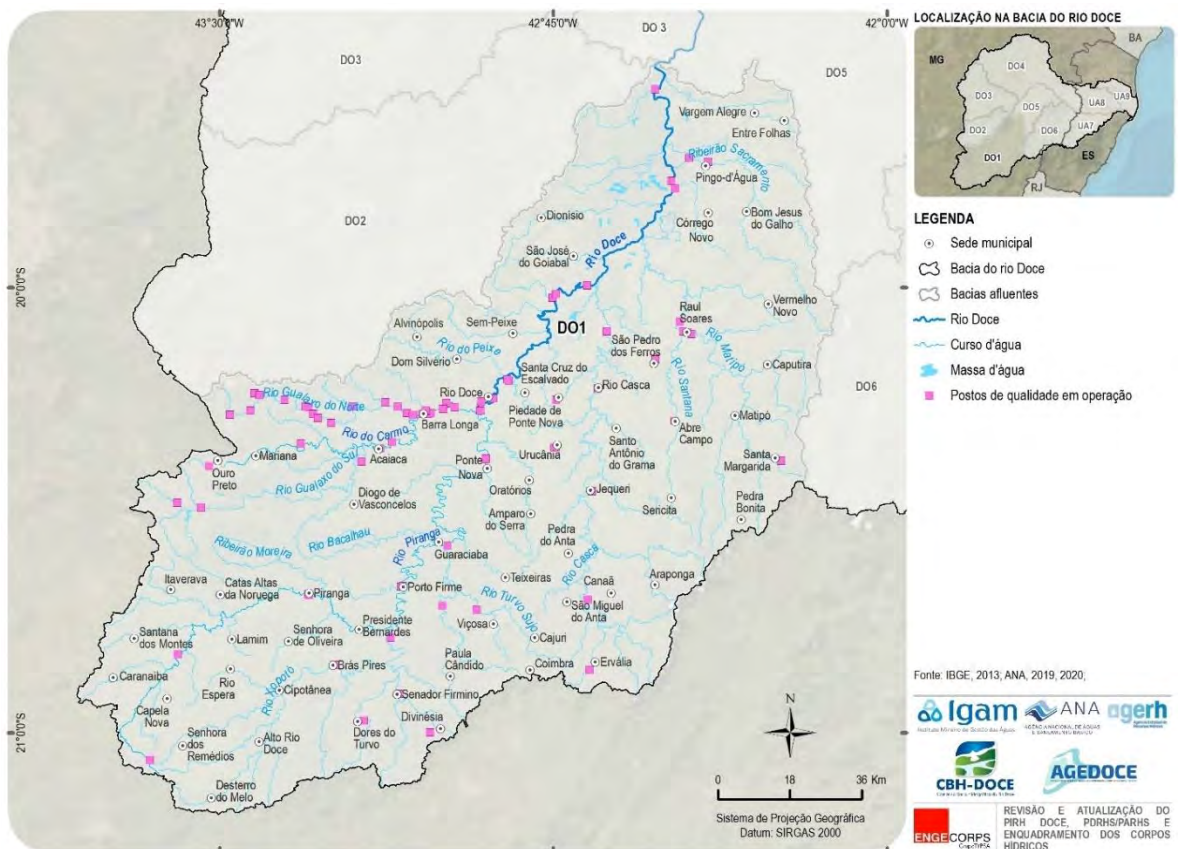 43°30'0"W
42°45'0"W
42°0'0"W
DO 3
DO3
DO5
DO2
DO1
DO6
20°0'0"S
21°0'0"S
Vargem Alegre
Entre Folhas
Ribeirão Sacramento
Pingo-d'Água
Dionísio
Córrego
Novo
Bom Jesus
do Galho
São José
do Goiabal
Rio Doce
Raul
Soares
Vermelho
Novo
Alvinópolis
Sem-Peixe
Rio do Peixe
São Pedro
dos Ferros
Rio Matipó
Dom Silvério
Santa Cruz do
Escalvado
Caputira
Rio Casca
Rio Santana
Rio Gualaxo do Norte
Rio Doce
Barra Longa
Piedade de
Ponte Nova
Matipó
Rio do Carmo
Santo
Antônio
do Grama
Abre
Campo
Mariana
Rio Gualaxo do Sul
Acaiaca
Urucânia
Santa
Margarida
Ouro
Preto
Ponte
Nova
Oratórios
Jequeri
Diogo de
Vasconcelos
Sericita
Pedra
Bonita
Amparo
do Serra
Pedra
do Anta
Ribeirão Moreira
Rio Bacalhau
Rio Piranga
Guaraciaba
Rio Casca
Itaverava
Catas Altas
da Noruega
Piranga
Porto Firme
Teixeiras
Canaã
Araponga
Rio Turvo Sujo
São Miguel
do Anta
Santana
dos Montes
Lamim
Senhora
de Oliveira
Presidente
Bernardes
Viçosa
Cajuri
Caranaiba
Rio
Espera
Brás Pires
Paula
Cândido
Coimbra
Ervália
Rio Xopotó
Cipotânea
Capela
Nova
Senador Firmino
Divinésia
Senhora
dos
Remédios
Alto Rio
Doce
Dores do
Turvo
Desterro
do Melo
N
0 18 36 Km
Sistema de Projeção Geográfica
Datum: SIRGAS 2000
LOCALIZAÇÃO NA BACIA DO RIO DOCE
MG
BA
DO4
DO3
DO5
UA9
UA8
DO2
DO6
UA7
DO1
ES
RJ
LEGENDA
Sede municipal
Bacia do rio Doce
Bacias afluentes
Rio Doce
Curso d'água
Massa d'água
Postos de qualidade em operação
Fonte: IBGE, 2013; ANA, 2019, 2020;
Igam
Instituto Mineiro de Gestão das Águas
ANA
AGÊNCIA NACIONAL DE ÁGUAS
E SANEAMENTO BÁSICO
agerh
CBH-DOCE
AGEDOCE
ENGECORPS
REVISÃO E ATUALIZAÇÃO DO
PIRH DOCE, PDRHS/PARHS E
ENQUADRAMENTO DOS CORPOS
HÍDRICOS